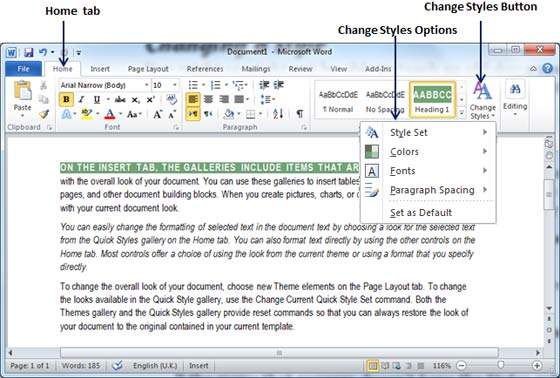 Home tab
Change Styles Options
Change Styles Button
Document1 - Microsoft Word
File Home Insert Page Layout References Mailings Review View Add-Ins
Arial Narrow (Body) 10
AaBbCcDdE AaBbCcDdE AABBCC
¶ Normal No Spacing Heading 1
Change Styles
Editing
Clipboard Font Paragraph
Style Set
Colors
Fonts
Paragraph Spacing
Set as Default
ON THE INSERT TAB, THE GALLERIES INCLUDE ITEMS THAT AR
with the overall look of your document. You can use these galleries to insert tables
pages, and other document building blocks. When you create pictures, charts, or
with your current document look.
You can easily change the formatting of selected text in the document text by choosing a look for the selected
text from the Quick Styles gallery on the Home tab. You can also format text directly by using the other controls on
the Home tab. Most controls offer a choice of using the look from the current theme or using a format that you specify
directly.
To change the overall look of your document, choose new Theme elements on the Page Layout tab. To change
the looks available in the Quick Style gallery, use the Change Current Quick Style Set command. Both the
Themes gallery and the Quick Styles gallery provide reset commands so that you can always restore the look of
your document to the original contained in your current template.
Page: 1 of 1 Words: 185 English (U.K.) Insert 116%